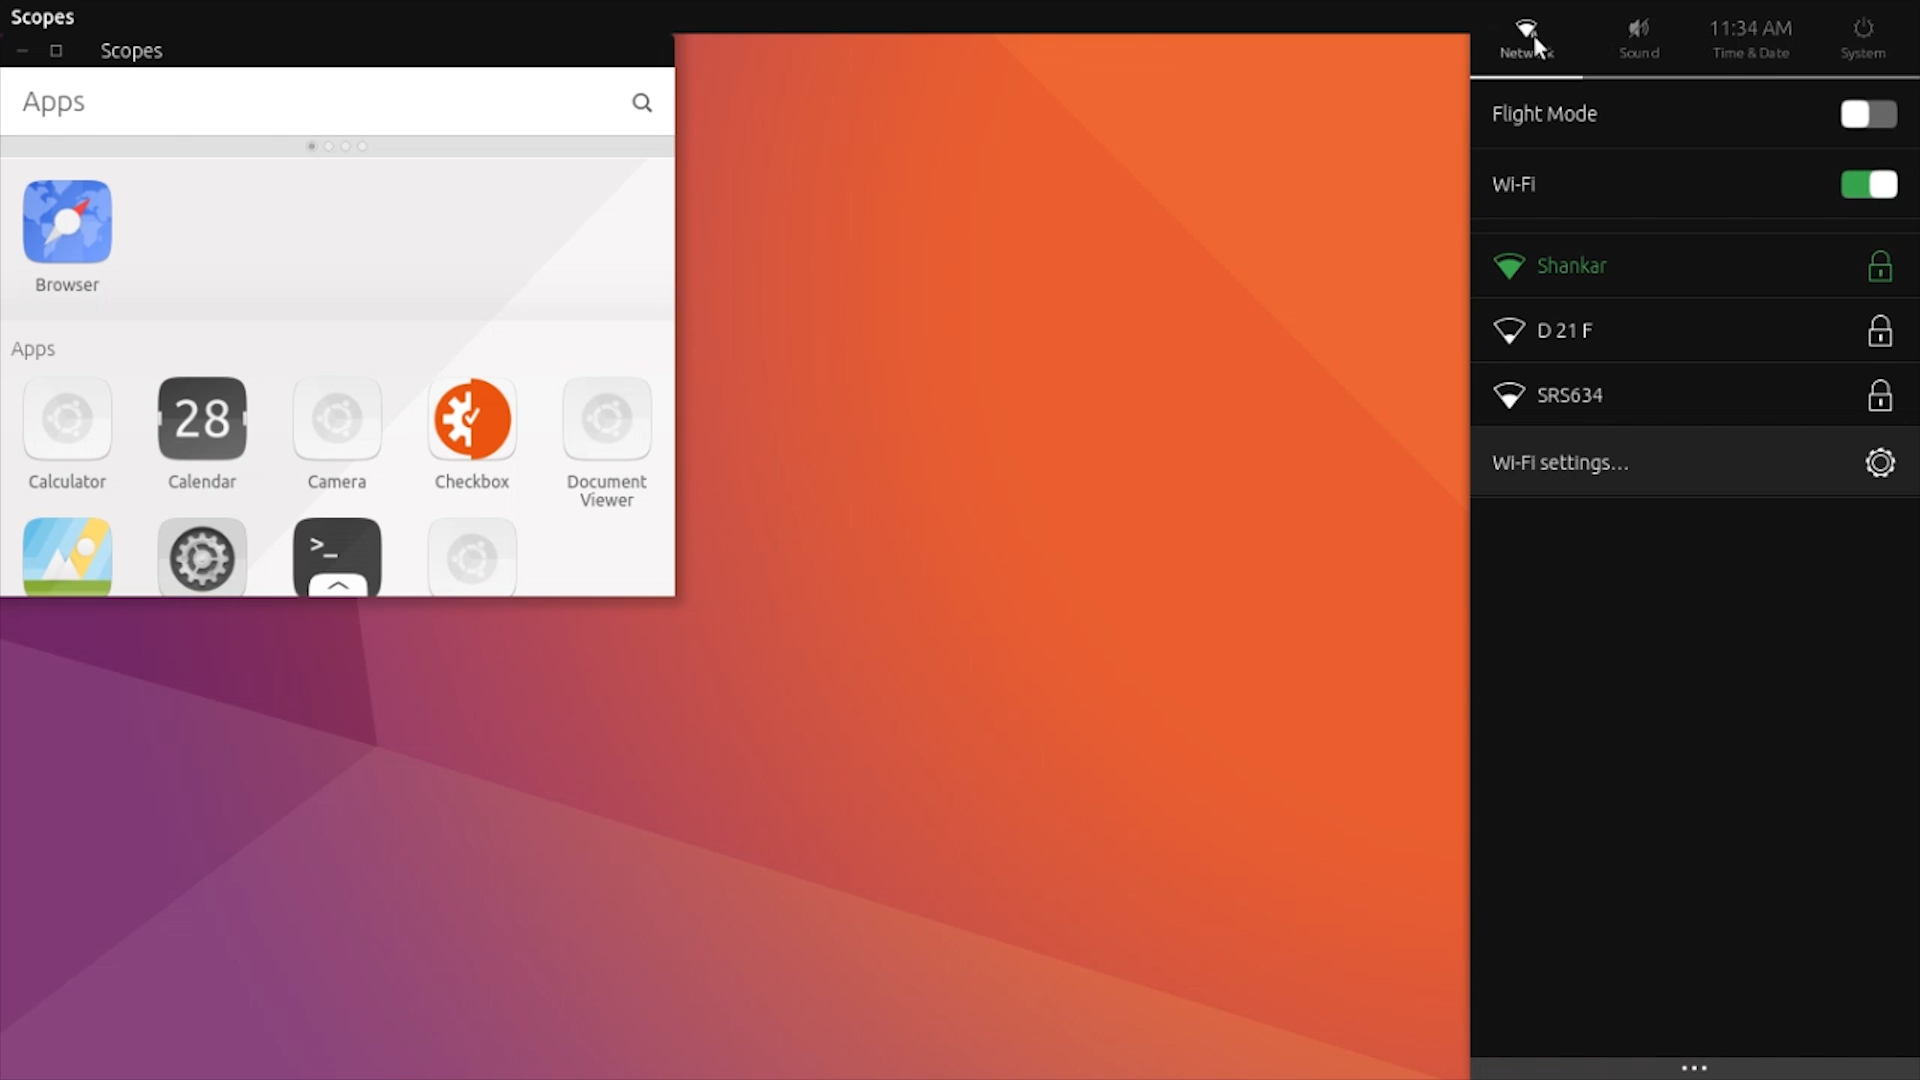 Scopes
Scopes
Apps
Browser
Apps
28
Calculator
Calendar
Camera
Checkbox
Document
Viewer
>_
Sound
11:34 AM
Time & Date
System
Flight Mode
Wi-Fi
Shankar
D 21 F
SRS634
Wi-Fi settings...